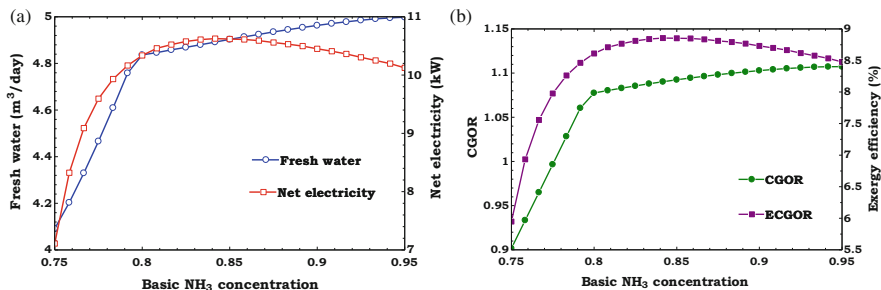 (a)
5
4.8
4.6
4.4
4.2
4
Fresh water (m³/day)
11
10
9
8
7
Net electricity (kW)
Fresh water
Net electricity
0.75 0.8 0.85 0.9 0.95
Basic NH₃ concentration
(b)
1.15
1.1
1.05
1
0.95
0.9
CGOR
9
8.5
8
7.5
7
6.5
6
5.5
Exergy efficiency (%)
CGOR
ECGOR
0.75 0.8 0.85 0.9 0.95
Basic NH₃ concentration